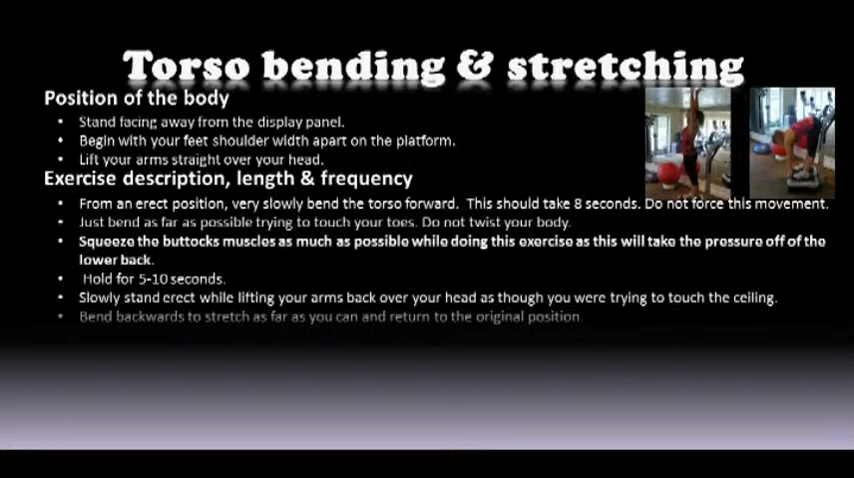 Torso bending & stretching
Position of the body
• Stand facing away from the display panel.
• Begin with your feet shoulder width apart on the platform.
• Lift your arms straight over your head.
Exercise description, length & frequency
• From an erect position, very slowly bend the torso forward. This should take 8 seconds. Do not force this movement.
• Just bend as far as possible trying to touch your toes. Do not twist your body.
• Squeeze the buttocks muscles as much as possible while doing this exercise as this will take the pressure off of the
lower back.
• Hold for 5-10 seconds.
• Slowly stand erect while lifting your arms back over your head as though you were trying to touch the ceiling.
• Bend backwards to stretch as far as you can and return to the original position.